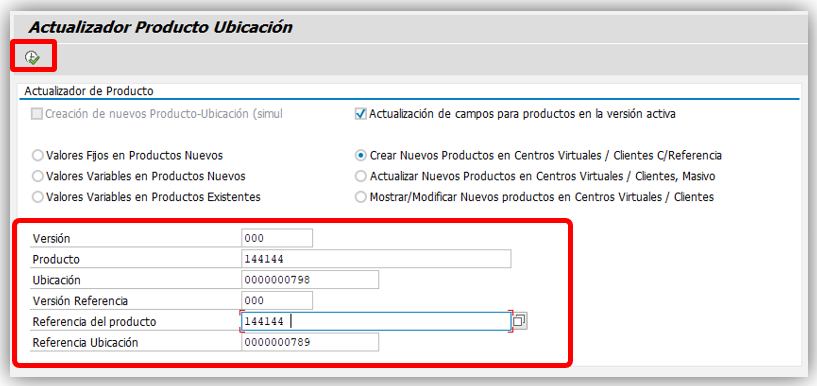 Actualizador Producto Ubicación
Actualizador de Producto
Creación de nuevos Producto-Ubicación (simul
Actualización de campos para productos en la versión activa
Valores Fijos en Productos Nuevos
Crear Nuevos Productos en Centros Virtuales / Clientes C/Referencia
Valores Variables en Productos Nuevos
Actualizar Nuevos Productos en Centros Virtuales / Clientes, Masivo
Valores Variables en Productos Existentes
Mostrar/Modificar Nuevos productos en Centros Virtuales / Clientes
Versión 000
Producto 144144
Ubicación 0000000798
Versión Referencia 000
Referencia del producto 144144
Referencia Ubicación 0000000789